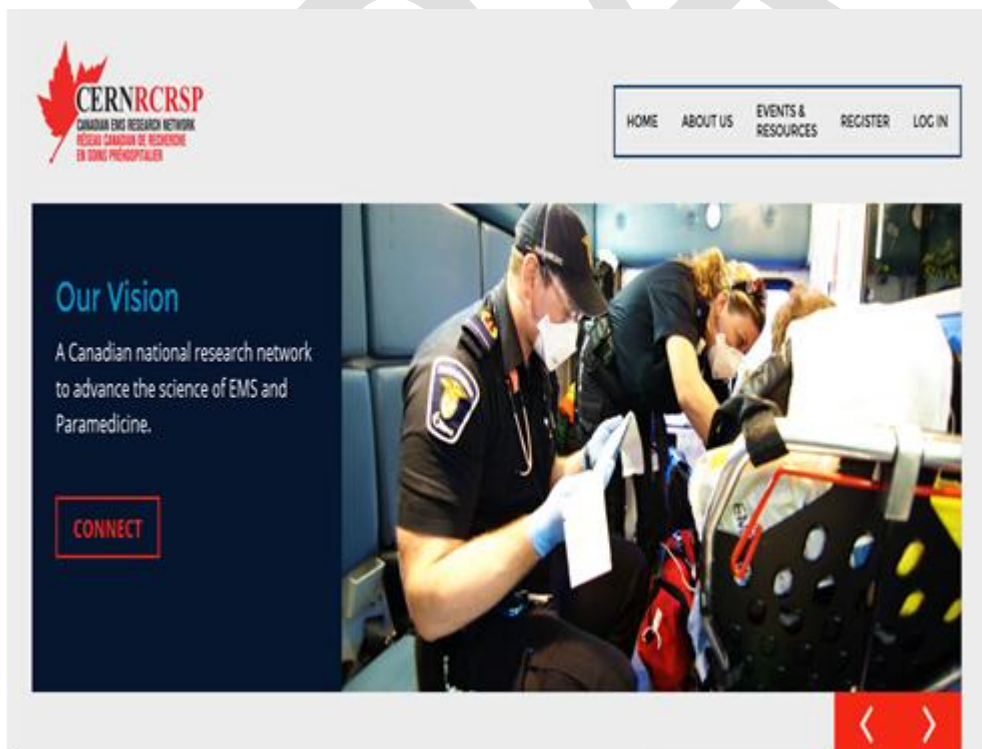 CERNRCRSP
CANADIAN EMS RESEARCH NETWORK
RÉSEAU CANADIEN DE RECHERCHE
EN SOINS PRÉHOSPITALIER
HOME
ABOUT US
EVENTS &
RESOURCES
REGISTER
LOG IN
Our Vision
A Canadian national research network
to advance the science of EMS and
Paramedicine.
CONNECT